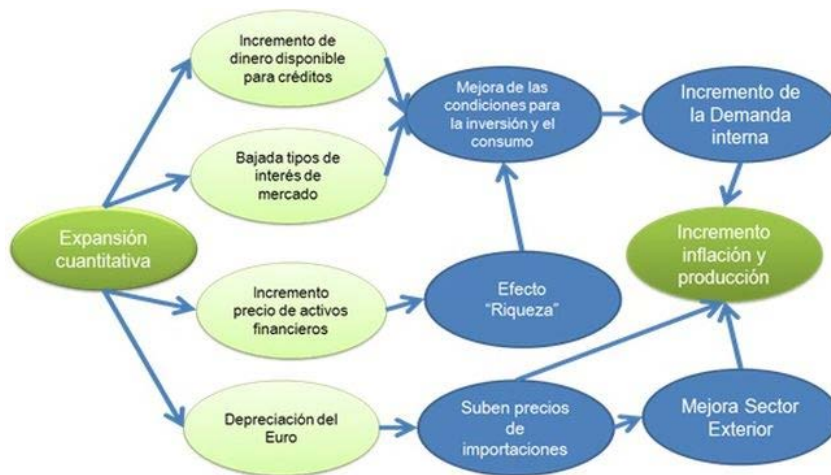 Incremento de
dinero disponible
para créditos
Mejora de las
condiciones para
la inversión y el
consumo
Incremento de
la Demanda
interna
Bajada tipos de
interés de
mercado
Expansión
cuantitativa
Incremento
inflación y
producción
Incremento
precio de activos
financieros
Efecto
“Riqueza”
Depreciación del
Euro
Suben precios
de
importaciones
Mejora Sector
Exterior